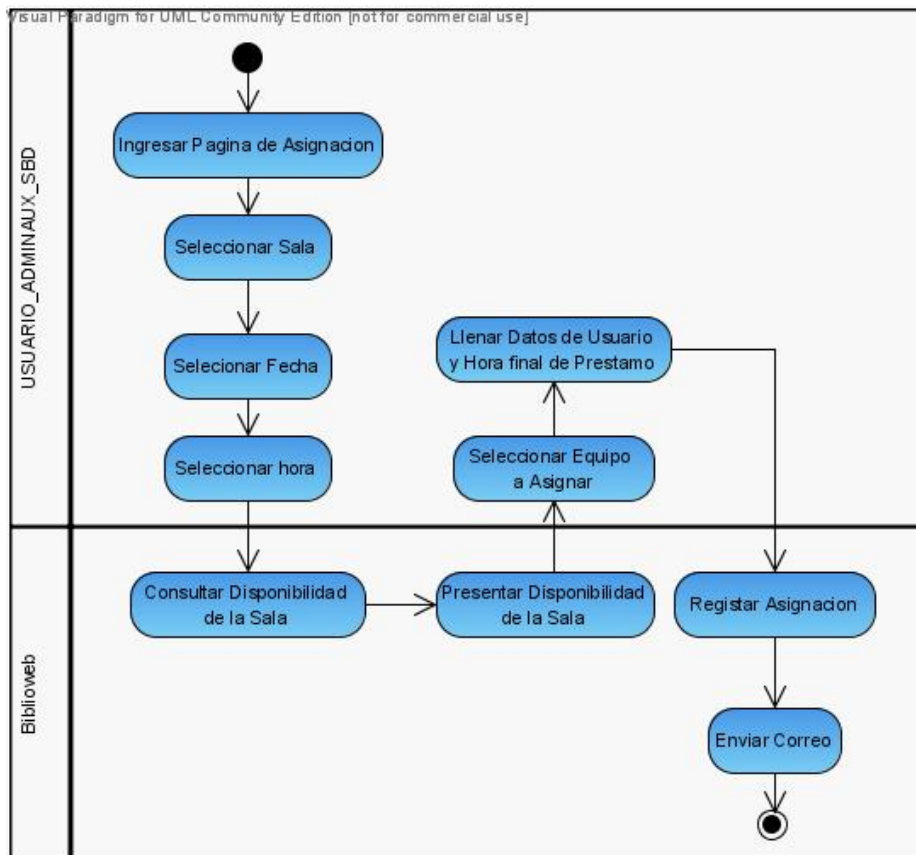 Visual Paradigm for UML Community Edition [not for commercial use]
USUARIO_ADMINAUX_SBD
Ingresar Pagina de Asignacion
Seleccionar Sala
Selecionar Fecha
Seleccionar hora
Llenar Datos de Usuario
y Hora final de Prestamo
Seleccionar Equipo
a Asignar
Biblioweb
Consultar Disponibilidad
de la Sala
Presentar Disponibilidad
de la Sala
Registar Asignacion
Enviar Correo